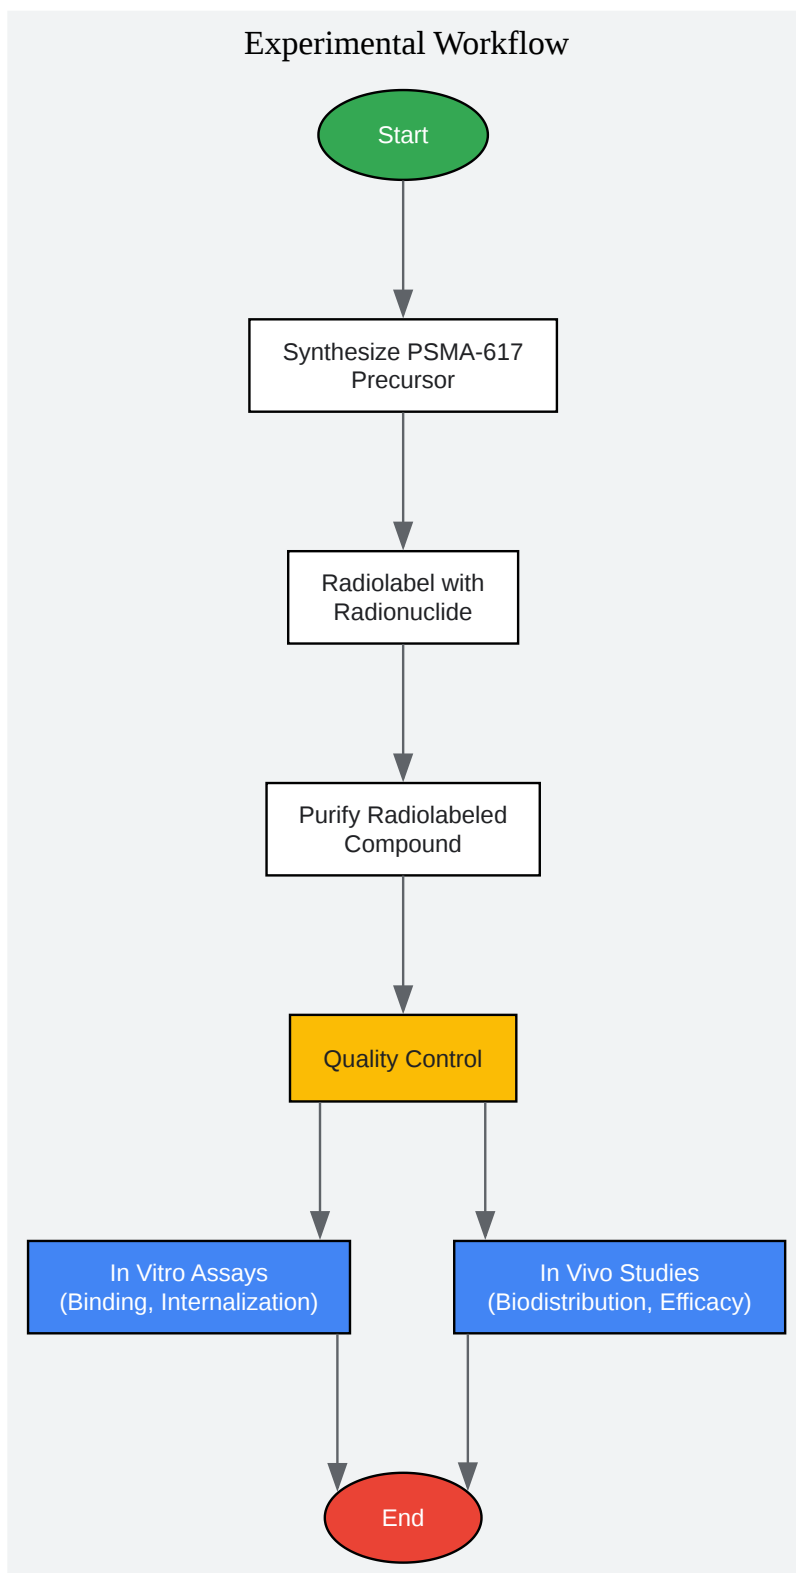 Experimental Workflow
Start
Synthesize PSMA-617
Precursor
Radiolabel with
Radionuclide
Purify Radiolabeled
Compound
Quality Control
In Vitro Assays
(Binding, Internalization)
In Vivo Studies
(Biodistribution, Efficacy)
End